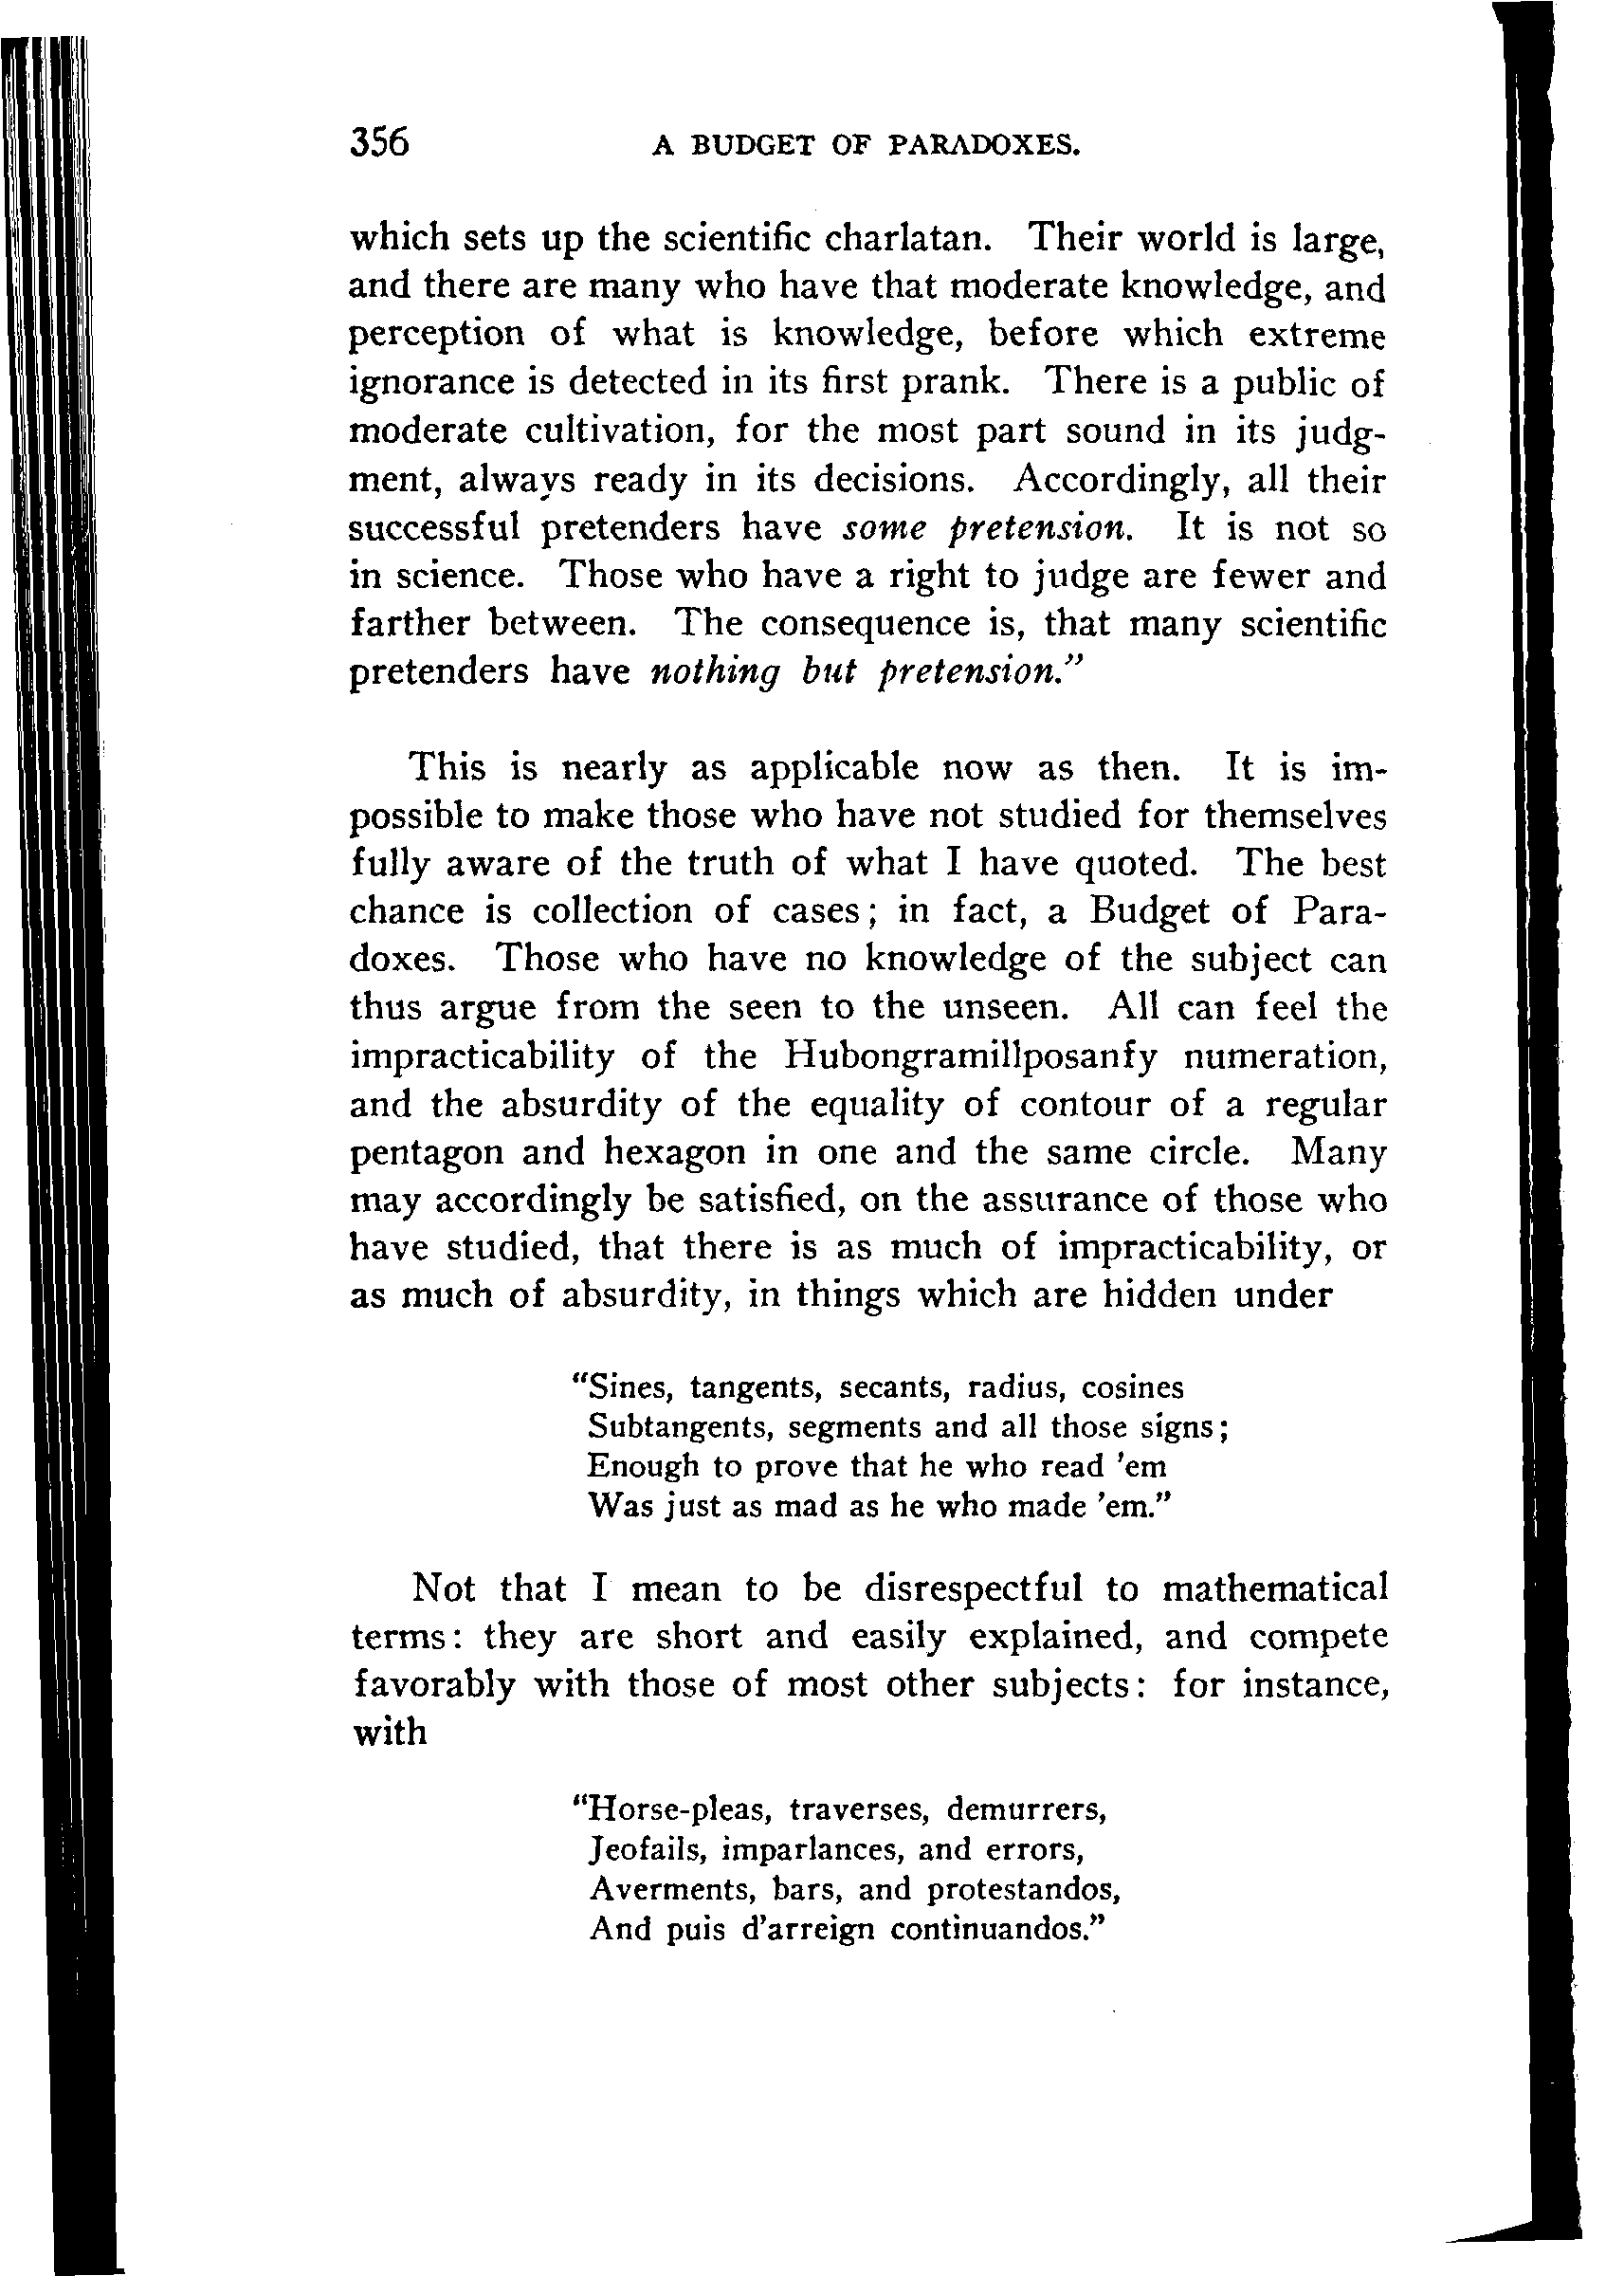 356 A BUDGET OF PARADOXES.
which sets up the scientific charlatan. Their world is large,
and there are many who have that moderate knowledge, and
perception of what is knowledge, before which extreme
ignorance is detected in its first prank. There is a public of
moderate cultivation, for the most part sound in its judg-
ment, always ready in its decisions. Accordingly, all their
successful pretenders have some pretension. It is not so
in science. Those who have a right to judge are fewer and
farther between. The consequence is, that many scientific
pretenders have nothing but pretension."
This is nearly as applicable now as then. It is im-
possible to make those who have not studied for themselves
fully aware of the truth of what I have quoted. The best
chance is collection of cases; in fact, a Budget of Para-
doxes. Those who have no knowledge of the subject can
thus argue from the seen to the unseen. All can feel the
impracticability of the Hubongramillposanfy numeration,
and the absurdity of the equality of contour of a regular
pentagon and hexagon in one and the same circle. Many
may accordingly be satisfied, on the assurance of those who
have studied, that there is as much of impracticability, or
as much of absurdity, in things which are hidden under
"Sines, tangents, secants, radius, cosines
Subtangents, segments and all those signs;
Enough to prove that he who read 'em
Was just as mad as he who made 'em."
Not that I mean to be disrespectful to mathematical
terms: they are short and easily explained, and compete
favorably with those of most other subjects: for instance,
with
"Horse-pleas, traverses, demurrers,
Jeofails, imparlances, and errors,
Averments, bars, and protestandos,
And puis d'arreign continuandos."